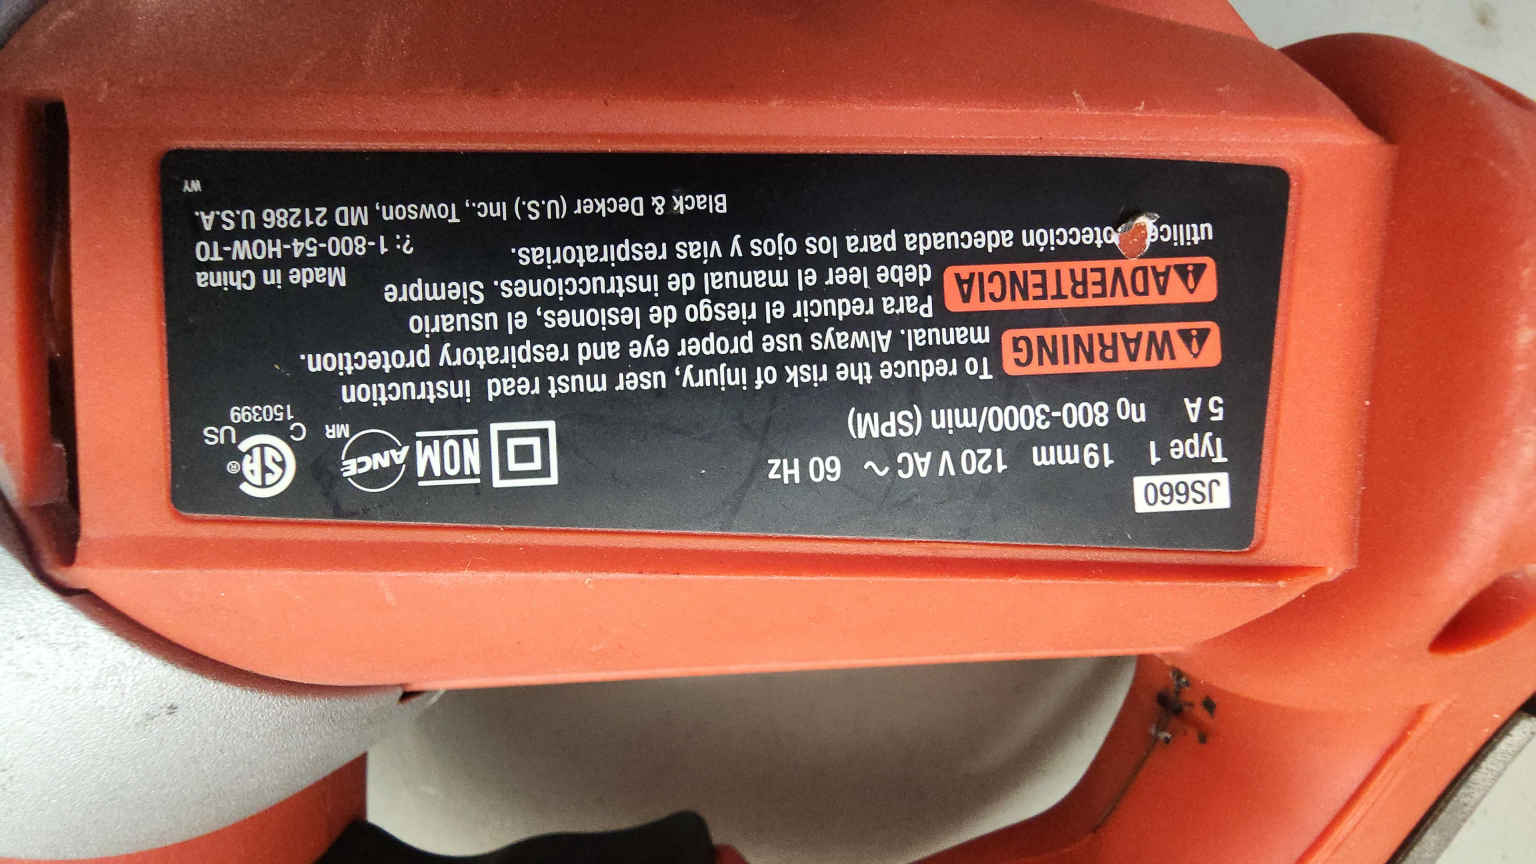 JS660
Type 1 19mm 120 V AC ~ 60 Hz
5 A no 800-3000/min (SPM)
NOM
ANCE
MR
SA
®
C US
150399
WARNING
To reduce the risk of injury, user must read instruction
manual. Always use proper eye and respiratory protection.
ADVERTENCIA
Para reducir el riesgo de lesiones, el usuario
debe leer el manual de instrucciones. Siempre
utilice otección adecuada para los ojos y vías respiratorias.
Made in China
?: 1-800-54-HOW-TO
Black & Decker (U.S.) Inc., Towson, MD 21286 U.S.A.
WY